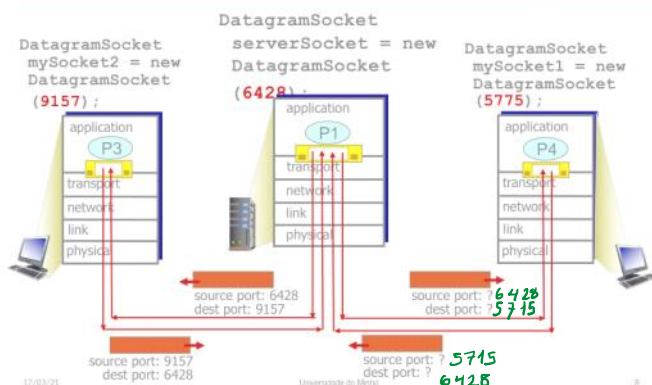 DatagramSocket
serverSocket = new
DatagramSocket
(6428);
DatagramSocket
mySocket2 = new
DatagramSocket
(9157);
DatagramSocket
mySocket1 = new
DatagramSocket
(5775);
application
P3
transport
network
link
physical
application
P1
transport
network
link
physical
application
P4
transport
network
link
physical
source port: 6428
dest port: 9157
source port: ? 6428
dest port: ? 5715
source port: 9157
dest port: 6428
source port: ? 5715
dest port: ? 6428
17/03/21
Universidade do Minho
8